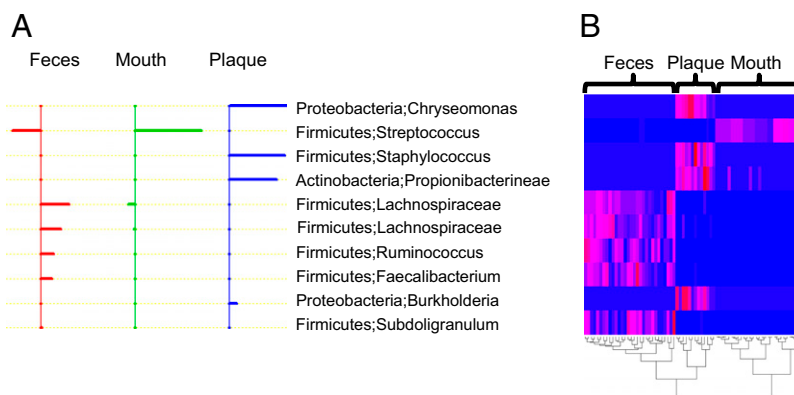 A
Feces Mouth Plaque
Proteobacteria;Chryseomonas
Firmicutes;Streptococcus
Firmicutes;Staphylococcus
Actinobacteria;Propionibacterineae
Firmicutes;Lachnospiraceae
Firmicutes;Lachnospiraceae
Firmicutes;Ruminococcus
Firmicutes;Faecalibacterium
Proteobacteria;Burkholderia
Firmicutes;Subdoligranulum
B
Feces Plaque Mouth